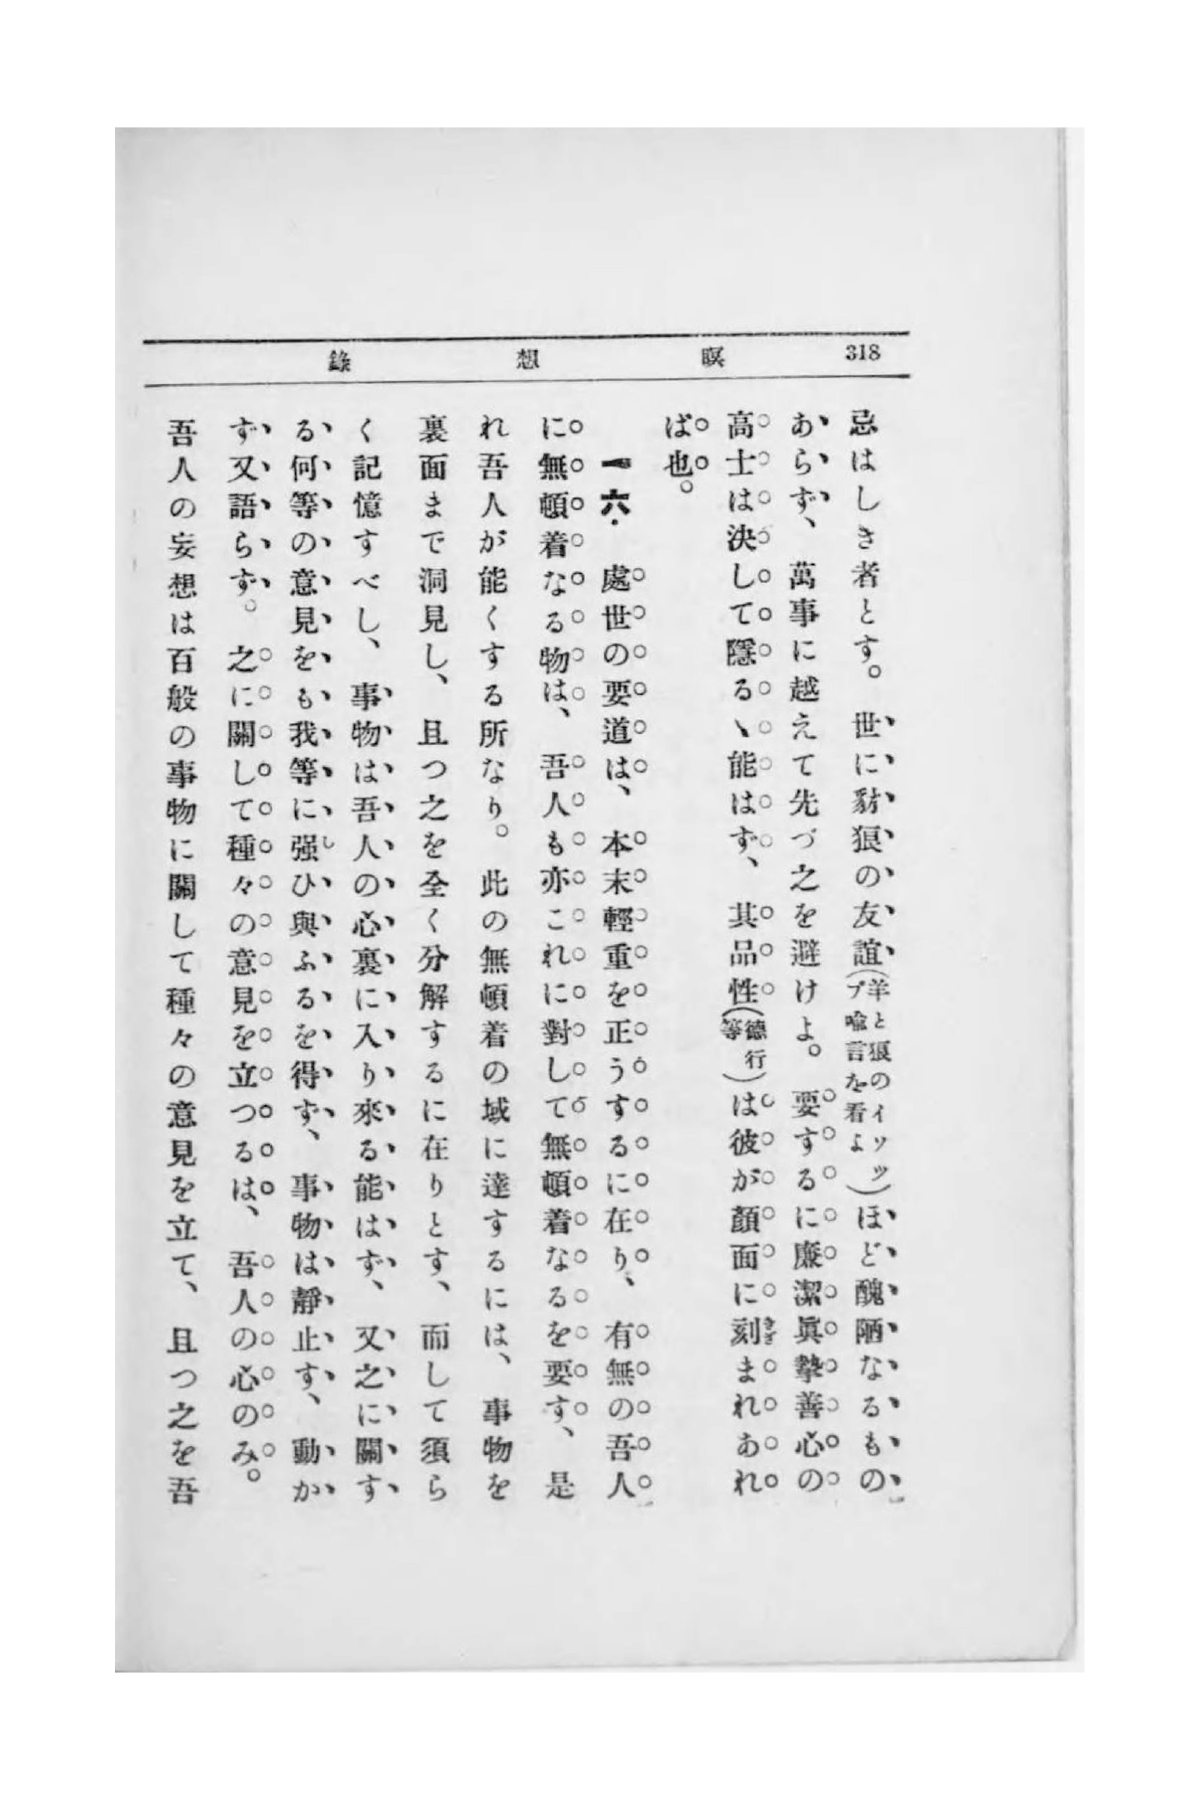 318
瞑想錄
忌はしき者とす。世に豺狼の友誼(羊と狼のイソップ喩言を看よ)ほど醜陋なるもの
あらず、萬事に越えて先づ之を避けよ。要するに廉潔眞摯善心の
高士は決して隱るゝ能はず、其品性(德行等)は彼が顏面に刻まれあれ
ば也。
一六・處世の要道は、本末輕重を正うするに在り、有無の吾人
に無頓着なる物は、吾人も亦これに對して無頓着なるを要す、是
れ吾人が能くする所なり。此の無頓着の域に達するには、事物を
裏面まで洞見し、且つ之を全く分解するに在りとす、而して須ら
く記憶すべし、事物は吾人の心裏に入り來る能はず、又之に關す
る何等の意見をも我等に强ひ與ふるを得ず、事物は靜止す、動か
ず又語らず。之に關して種々の意見を立つるは、吾人の心のみ。
吾人の妄想は百般の事物に關して種々の意見を立て、且つ之を吾